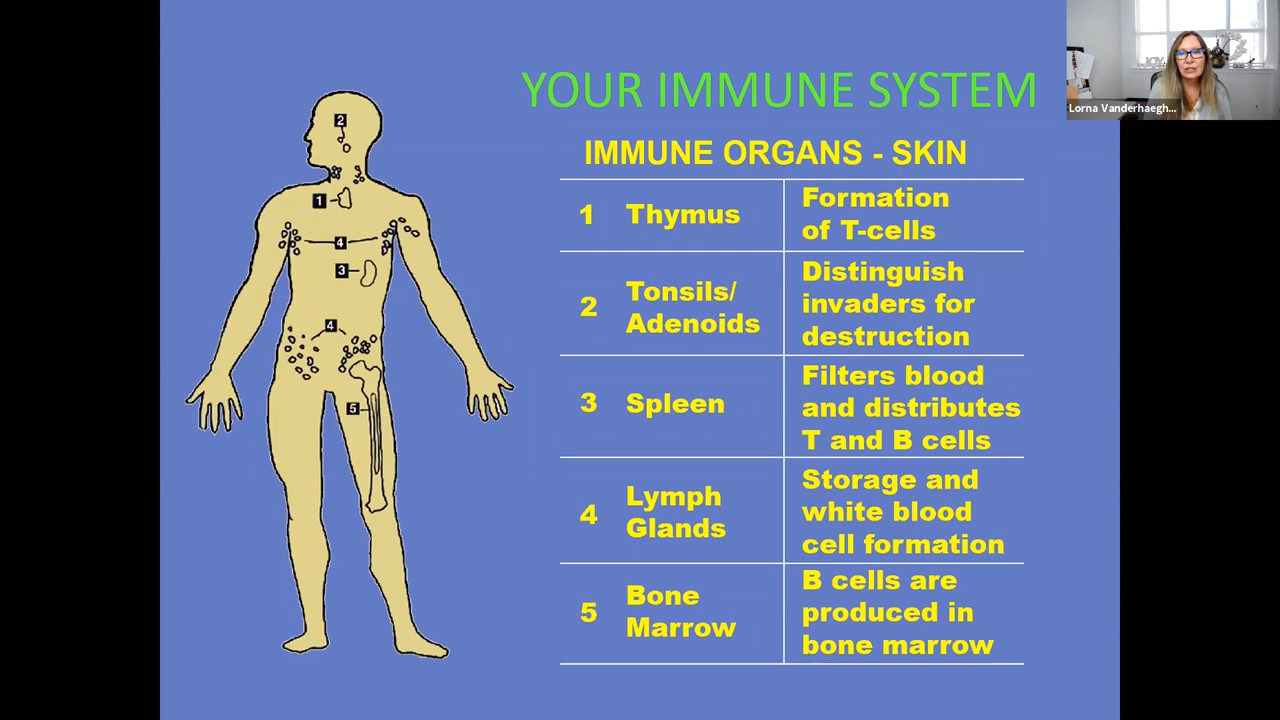 YOUR IMMUNE SYSTEM
IMMUNE ORGANS - SKIN
1 Thymus
Formation
of T-cells
2 Tonsils/
Adenoids
Distinguish
invaders for
destruction
3 Spleen
Filters blood
and distributes
T and B cells
4 Lymph
Glands
Storage and
white blood
cell formation
5 Bone
Marrow
B cells are
produced in
bone marrow
2
1
4
3
4
5
JOY
Lorna Vanderhaegh...